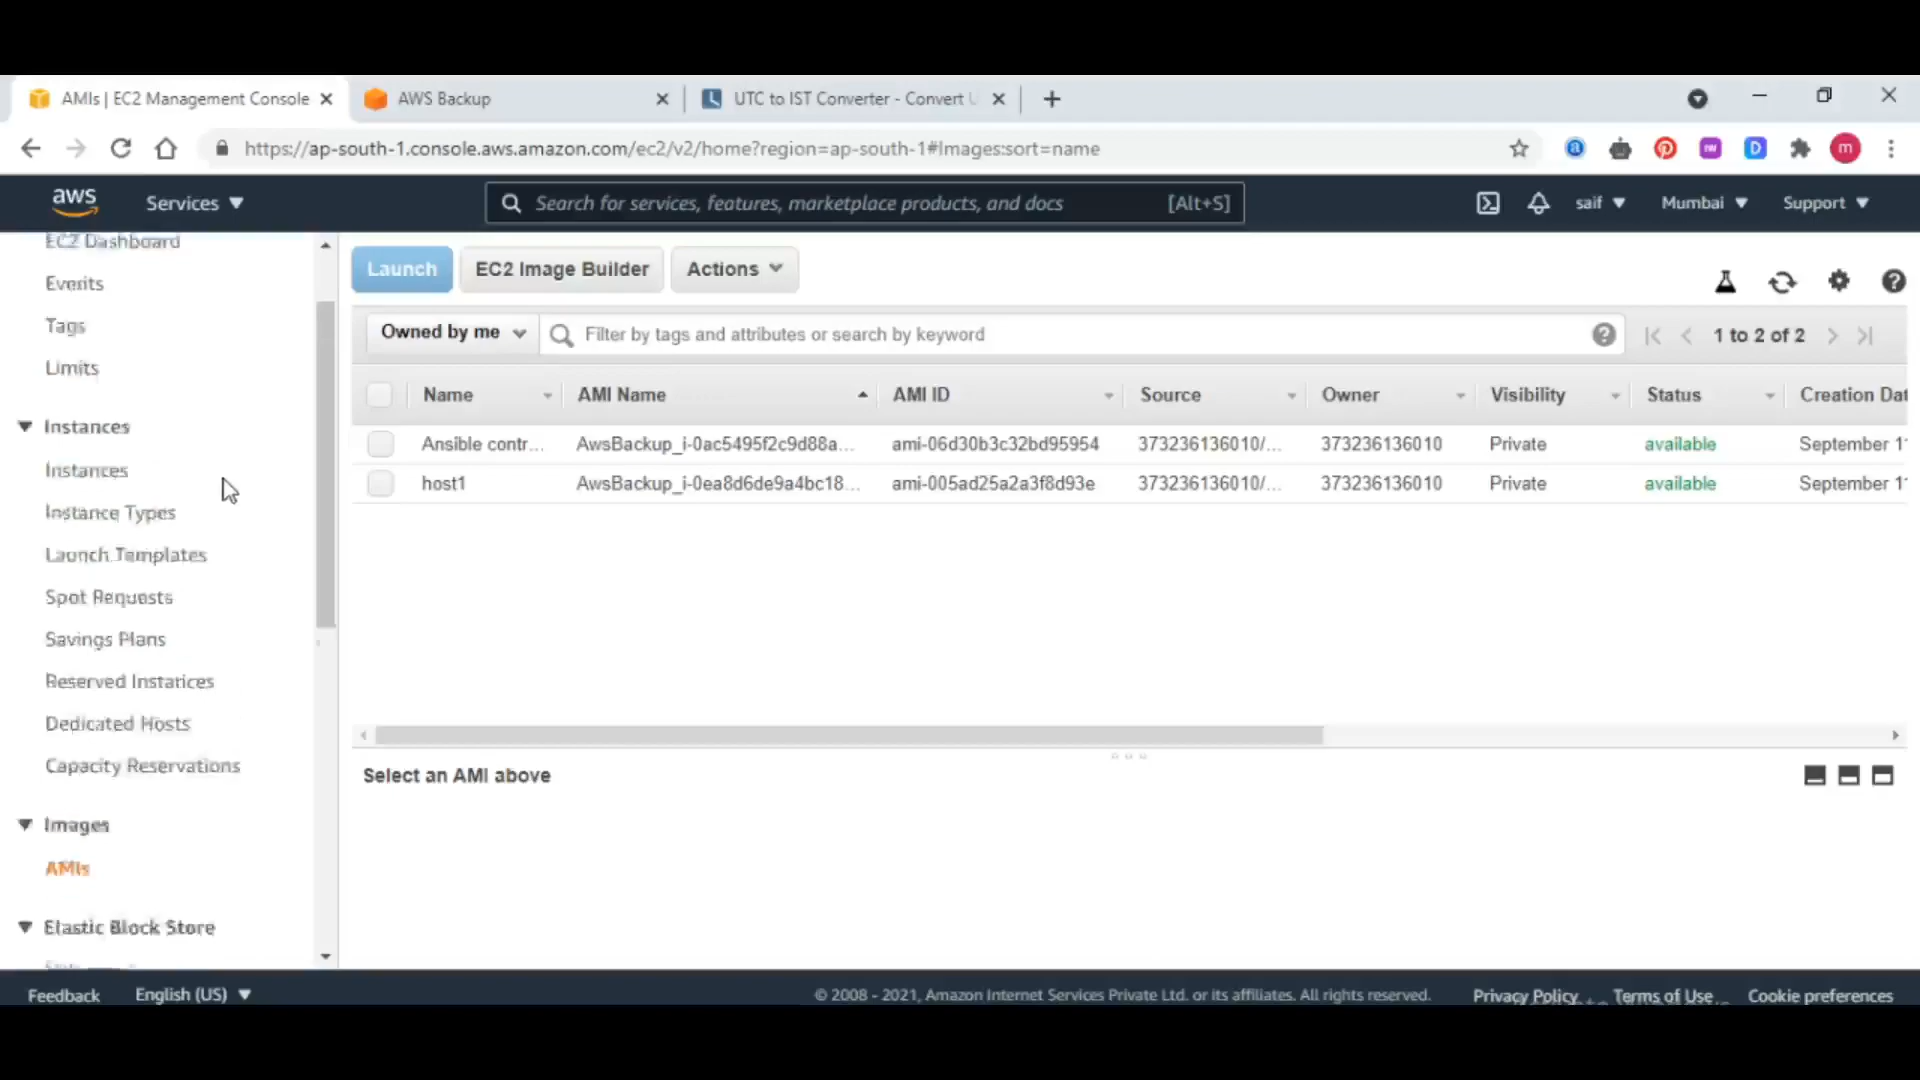 AMIs | EC2 Management Console
AWS Backup
UTC to IST Converter - Convert U
https://ap-south-1.console.aws.amazon.com/ec2/v2/home?region=ap-south-1#Images:sort=name
m
aws
Services
Search for services, features, marketplace products, and docs
[Alt+S]
saif
Mumbai
Support
EC2 Dashboard
Events
Tags
Limits
Instances
Instances
Instance Types
Launch Templates
Spot Requests
Savings Plans
Reserved Instances
Dedicated Hosts
Capacity Reservations
Images
AMIs
Elastic Block Store
Launch
EC2 Image Builder
Actions
Owned by me
Filter by tags and attributes or search by keyword
1 to 2 of 2
Name AMI Name AMI ID Source Owner Visibility Status Creation Dat
Ansible contr... AwsBackup_i-0ac5495f2c9d88a... ami-06d30b3c32bd95954 373236136010/... 373236136010 Private available September 1
host1 AwsBackup_i-0ea8d6de9a4bc18... ami-005ad25a2a3f8d93e 373236136010/... 373236136010 Private available September 1
Select an AMI above
Feedback English (US) © 2008 - 2021, Amazon Internet Services Private Ltd. or its affiliates. All rights reserved. Privacy Policy Terms of Use Cookie preferences